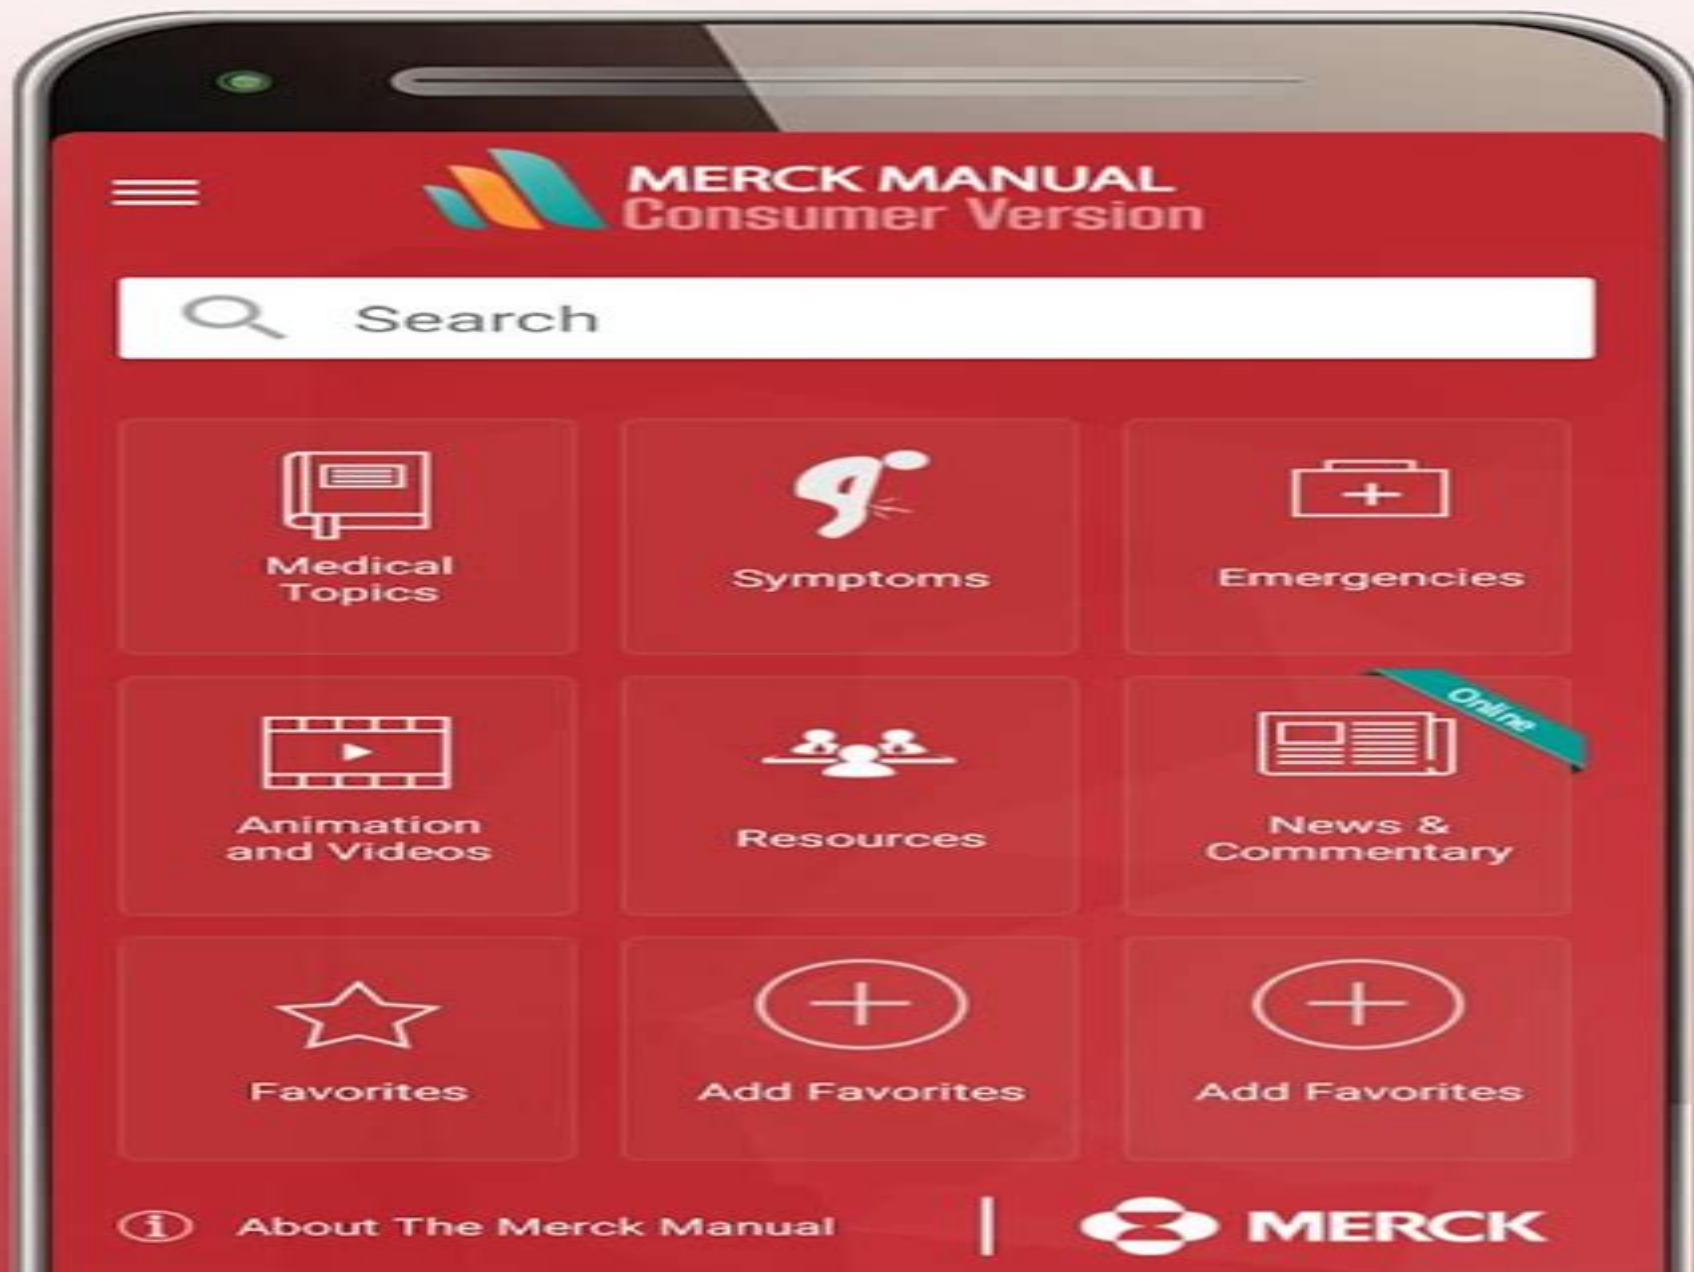 MERCK MANUAL
Consumer Version
Search
Medical
Topics
Symptoms
Emergencies
Animation
and Videos
Resources
Online
News &
Commentary
Favorites
Add Favorites
Add Favorites
About The Merck Manual
MERCK